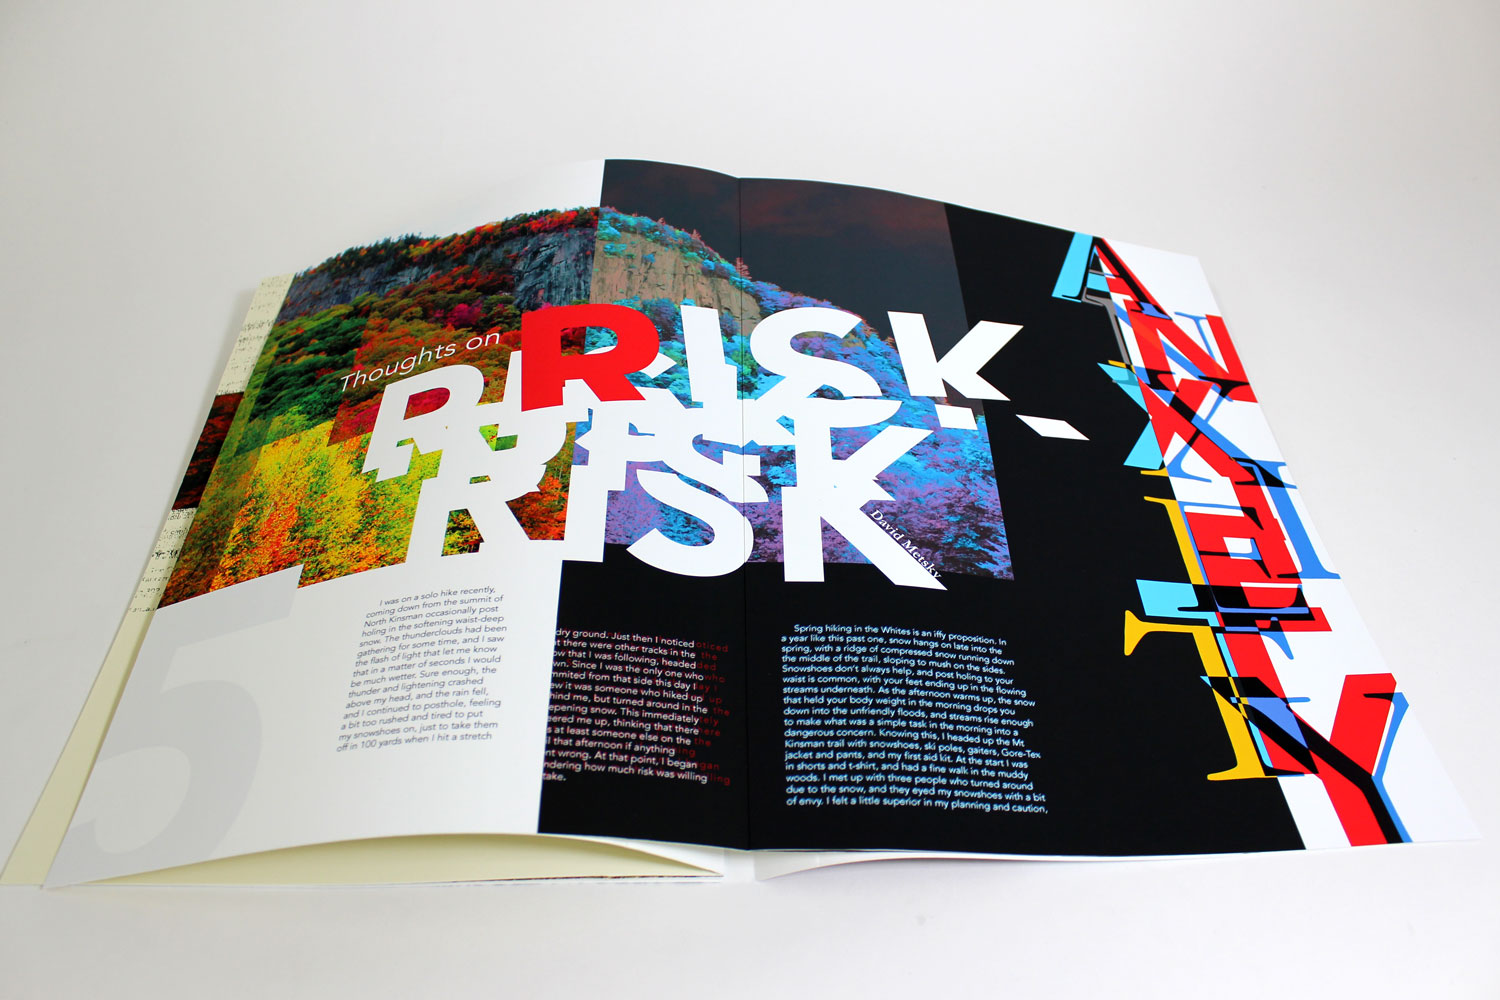 Thoughts on
RISK
RISK
RISK
David Metsky
ANXIETY
5
I was on a solo hike recently,
coming down from the summit of
North Kinsman occasionally post
holing in the softening waist-deep
snow. The thunderclouds had been
gathering for some time, and I saw
the flash of light that let me know
that in a matter of seconds I would
be much wetter. Sure enough, the
thunder and lightening crashed
above my head, and the rain fell,
and I continued to posthole, feeling
a bit too rushed and tired to put
my snowshoes on, just to take them
off in 100 yards when I hit a stretch
dry ground. Just then I noticed
t there were other tracks in the
ow that I was following, headed
wn. Since I was the only one who
mmited from that side this day I
ew it was someone who hiked up
hind me, but turned around in the
epening snow. This immediately
eered me up, thinking that there
s at least someone else on the
l that afternoon if anything
nt wrong. At that point, I began
ndering how much risk was willing
take.
Spring hiking in the Whites is an iffy proposition. In
a year like this past one, snow hangs on late into the
spring, with a ridge of compressed snow running down
the middle of the trail, sloping to mush on the sides.
Snowshoes don't always help, and post holing to your
waist is common, with your feet ending up in the flowing
streams underneath. As the afternoon warms up, the snow
that held your body weight in the morning drops you
down into the unfriendly floods, and streams rise enough
to make what was a simple task in the morning into a
dangerous concern. Knowing this, I headed up the Mt
Kinsman trail with snowshoes, ski poles, gaiters, Gore-Tex
jacket and pants, and my first aid kit. At the start I was
in shorts and t-shirt, and had a fine walk in the muddy
woods. I met up with three people who turned around
due to the snow, and they eyed my snowshoes with a bit
of envy. I felt a little superior in my planning and caution,